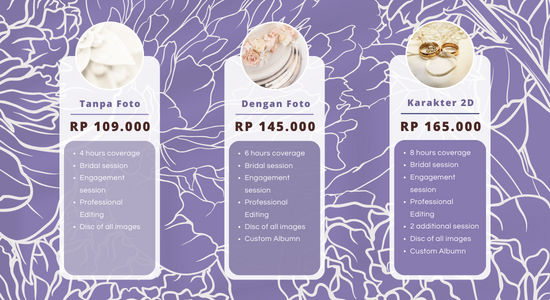 Tanpa Foto
RP 109.000
• 4 hours coverage
• Bridal session
• Engagement
session
• Professional
Editing
• Disc of all images
Dengan Foto
RP 145.000
• 6 hours coverage
• Bridal session
• Engagement
session
• Professional
Editing
• Disc of all images
• Custom Albumn
Karakter 2D
RP 165.000
• 8 hours coverage
• Bridal session
• Engagement
session
• Professional
Editing
• 2 additional session
• Disc of all images
• Custom Albumn